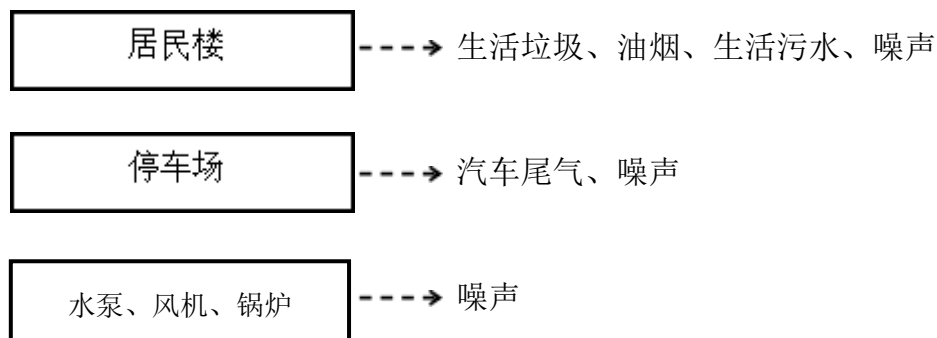 居民楼 生活垃圾、油烟、生活污水、噪声
停车场 汽车尾气、噪声
水泵、风机、锅炉 噪声